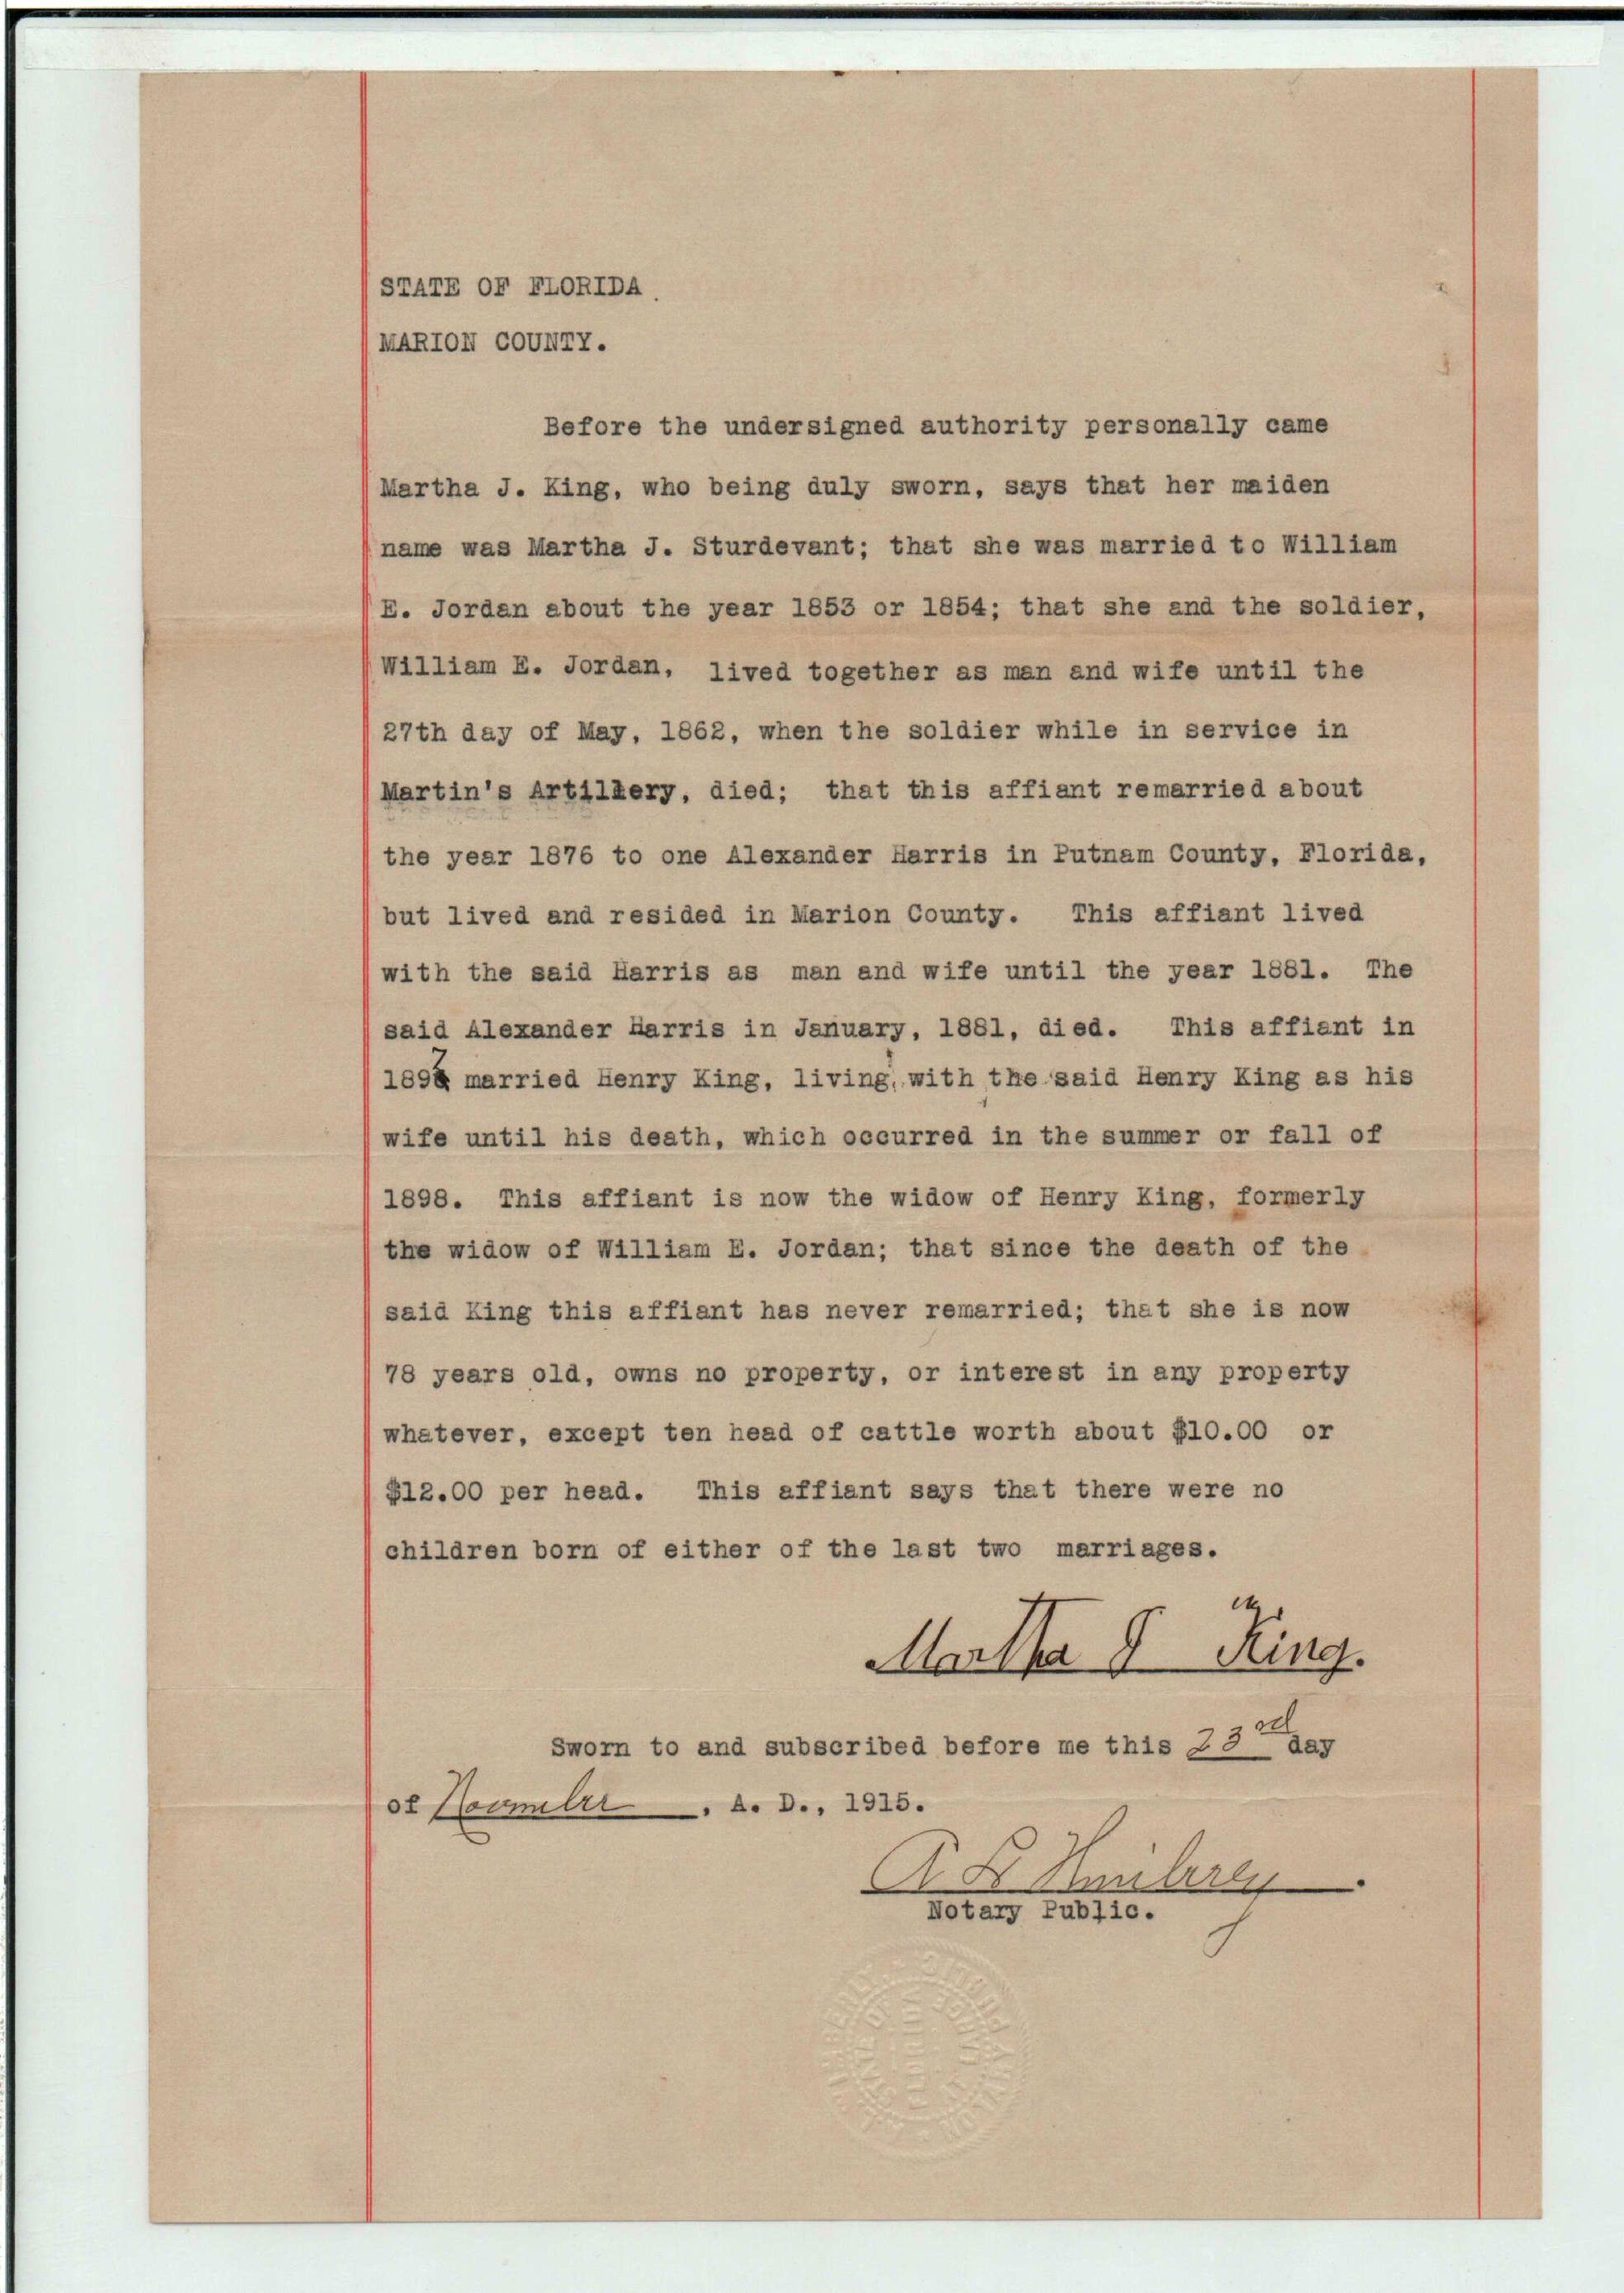 STATE OF FLORIDA.
MARION COUNTY.
Before the undersigned authority personally came
Martha J. King, who being duly sworn, says that her maiden
name was Martha J. Sturdevant; that she was married to William
E. Jordan about the year 1853 or 1854; that she and the soldier,
William E. Jordan, lived together as man and wife until the
27th day of May, 1862, when the soldier while in service in
Martin's Artillery, died; that this affiant remarried about
the year 1876 to one Alexander Harris in Putnam County, Florida,
but lived and resided in Marion County. This affiant lived
with the said Harris as man and wife until the year 1881. The
said Alexander Harris in January, 1881, died. This affiant in
1897 married Henry King, living, with the said Henry King as his
wife until his death, which occurred in the summer or fall of
1898. This affiant is now the widow of Henry King, formerly
the widow of William E. Jordan; that since the death of the
said King this affiant has never remarried; that she is now
78 years old, owns no property, or interest in any property
whatever, except ten head of cattle worth about $10.00 or
$12.00 per head. This affiant says that there were no
children born of either of the last two marriages.
Martha J King.
Sworn to and subscribed before me this 23rd day
of November, A. D., 1915.
Notary Public.